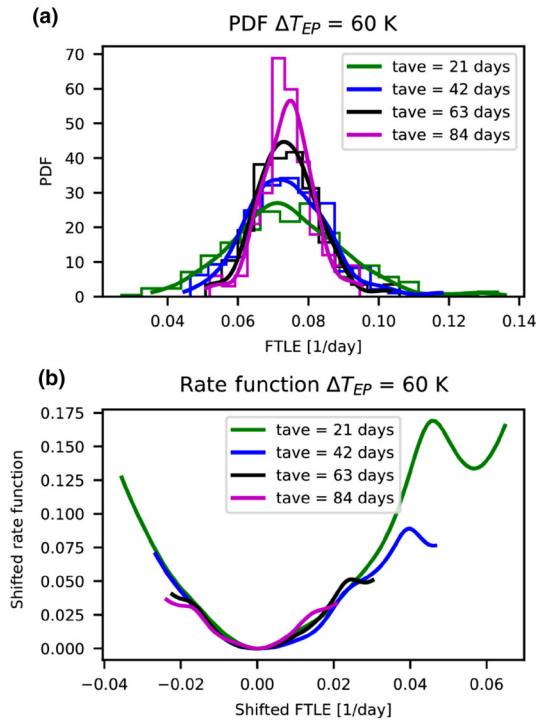 (a)
PDF ΔT_EP = 60 K
PDF
70
60
50
40
30
20
10
0
tave = 21 days
tave = 42 days
tave = 63 days
tave = 84 days
0.04 0.06 0.08 0.10 0.12 0.14
FTLE [1/day]
(b)
Rate function ΔT_EP = 60 K
Shifted rate function
0.175
0.150
0.125
0.100
0.075
0.050
0.025
0.000
tave = 21 days
tave = 42 days
tave = 63 days
tave = 84 days
−0.04 −0.02 0.00 0.02 0.04 0.06
Shifted FTLE [1/day]